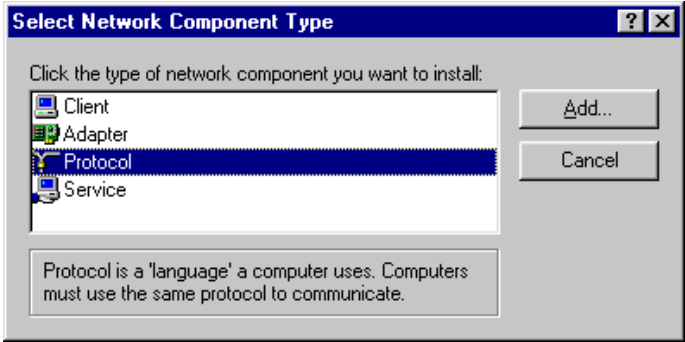 Select Network Component Type
Click the type of network component you want to install:
Client
Adapter
Protocol
Service
Add...
Cancel
Protocol is a 'language' a computer uses. Computers
must use the same protocol to communicate.